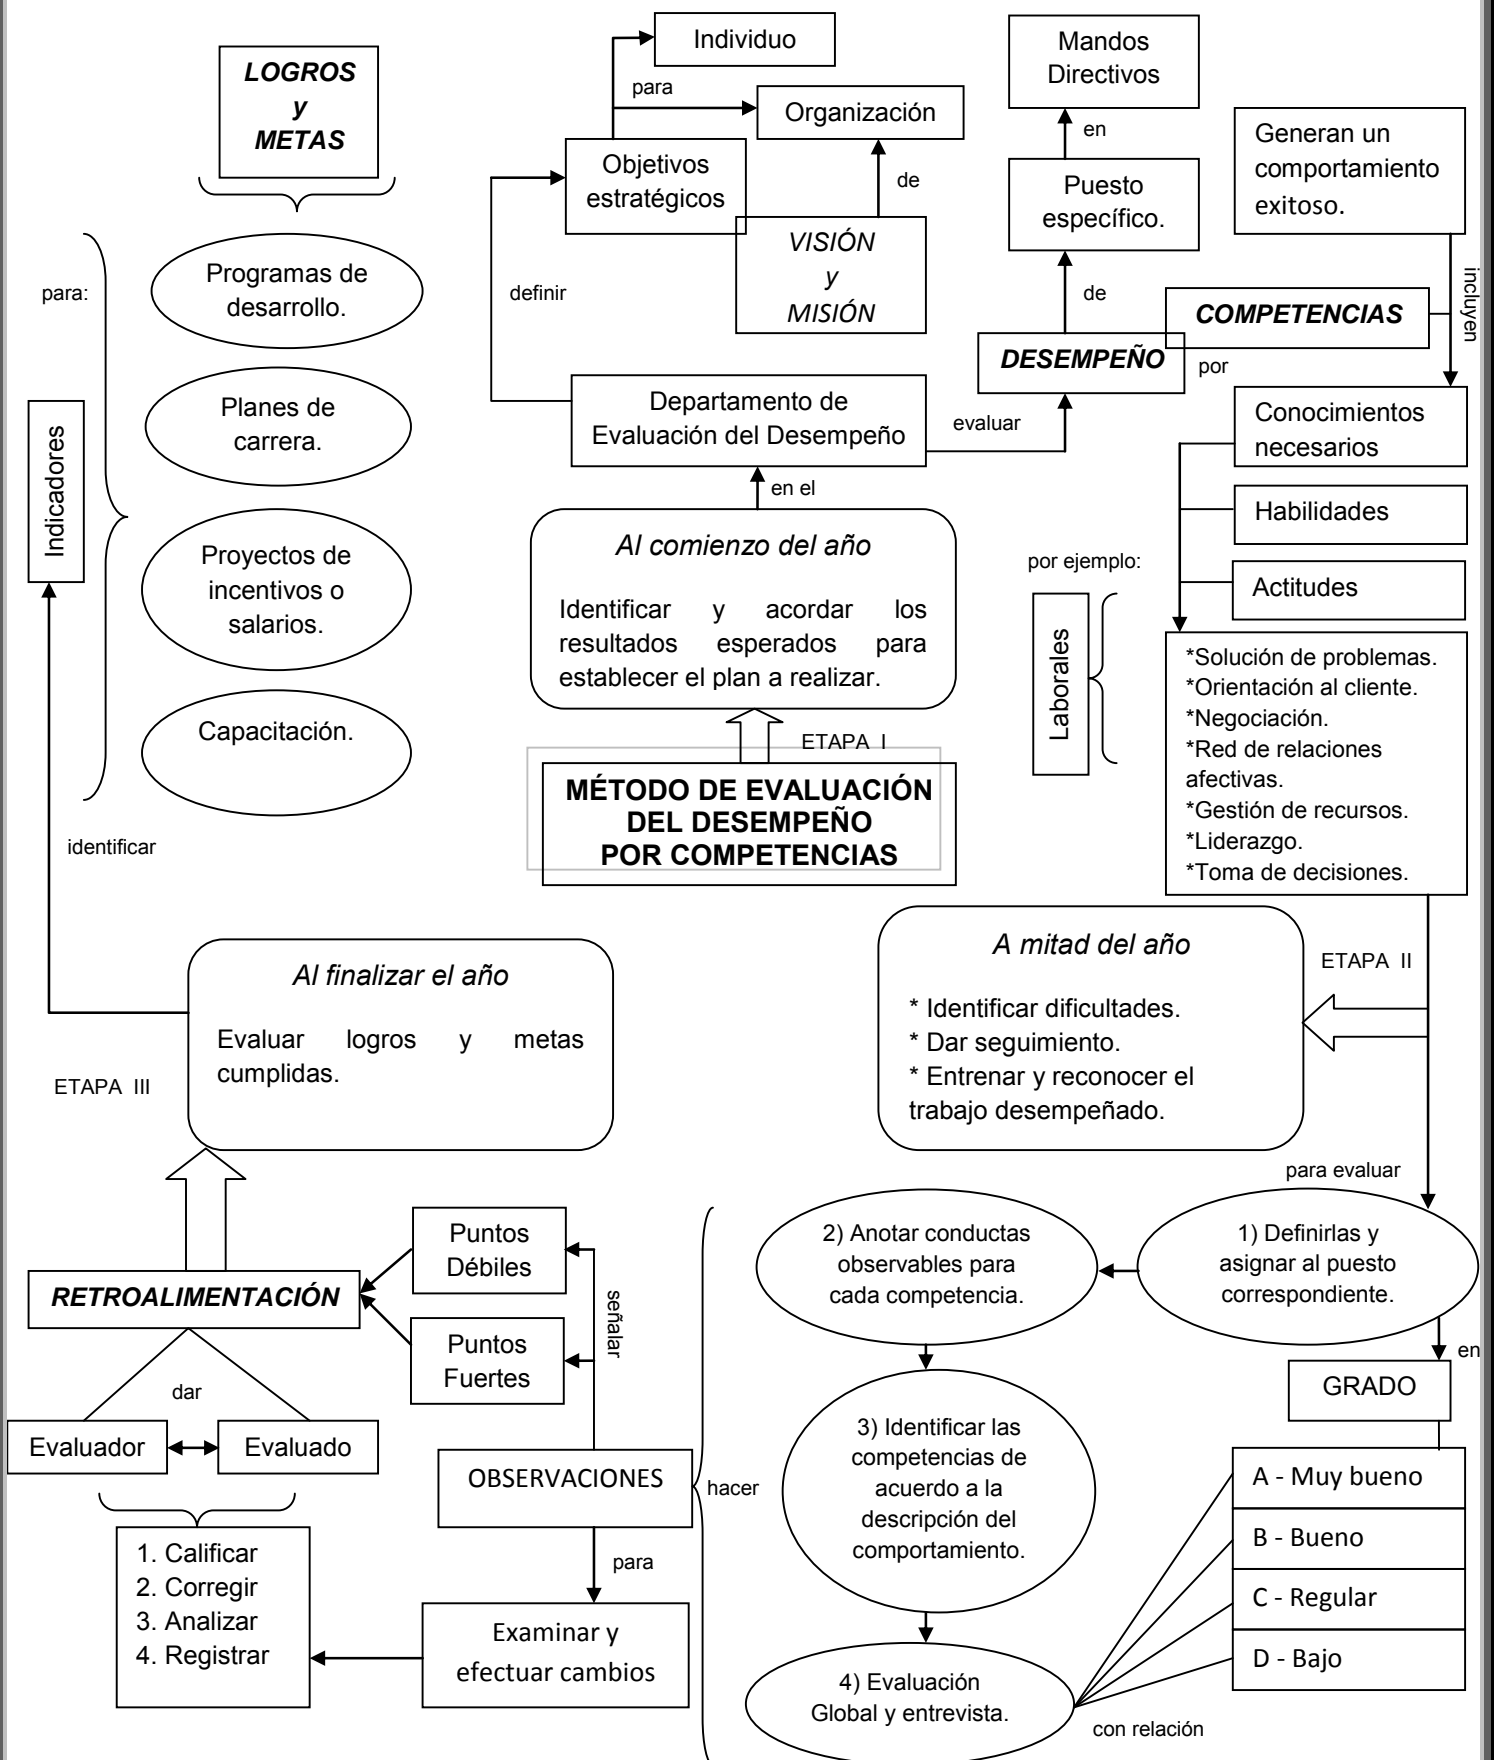 LOGROS
y
METAS
Individuo
para
Organización
Objetivos
estratégicos
de
VISIÓN
y
MISIÓN
definir
Mandos
Directivos
en
Puesto
específico.
de
Generan un
comportamiento
exitoso.
incluyen
COMPETENCIAS
DESEMPEÑO
por
para:
Programas de
desarrollo.
Planes de
carrera.
Proyectos de
incentivos o
salarios.
Capacitación.
Indicadores
identificar
Departamento de
Evaluación del Desempeño
evaluar
en el
Al comienzo del año
Identificar y acordar los
resultados esperados para
establecer el plan a realizar.
ETAPA I
MÉTODO DE EVALUACIÓN
DEL DESEMPEÑO
POR COMPETENCIAS
Conocimientos
necesarios
Habilidades
Actitudes
por ejemplo:
Laborales
*Solución de problemas.
*Orientación al cliente.
*Negociación.
*Red de relaciones
afectivas.
*Gestión de recursos.
*Liderazgo.
*Toma de decisiones.
A mitad del año
* Identificar dificultades.
* Dar seguimiento.
* Entrenar y reconocer el
trabajo desempeñado.
ETAPA II
para evaluar
Al finalizar el año
Evaluar logros y metas
cumplidas.
ETAPA III
1) Definirlas y
asignar al puesto
correspondiente.
2) Anotar conductas
observables para
cada competencia.
3) Identificar las
competencias de
acuerdo a la
descripción del
comportamiento.
4) Evaluación
Global y entrevista.
en
GRADO
A - Muy bueno
B - Bueno
C - Regular
D - Bajo
con relación
hacer
OBSERVACIONES
señalar
Puntos
Débiles
Puntos
Fuertes
RETROALIMENTACIÓN
dar
Evaluador
Evaluado
para
Examinar y
efectuar cambios
1. Calificar
2. Corregir
3. Analizar
4. Registrar